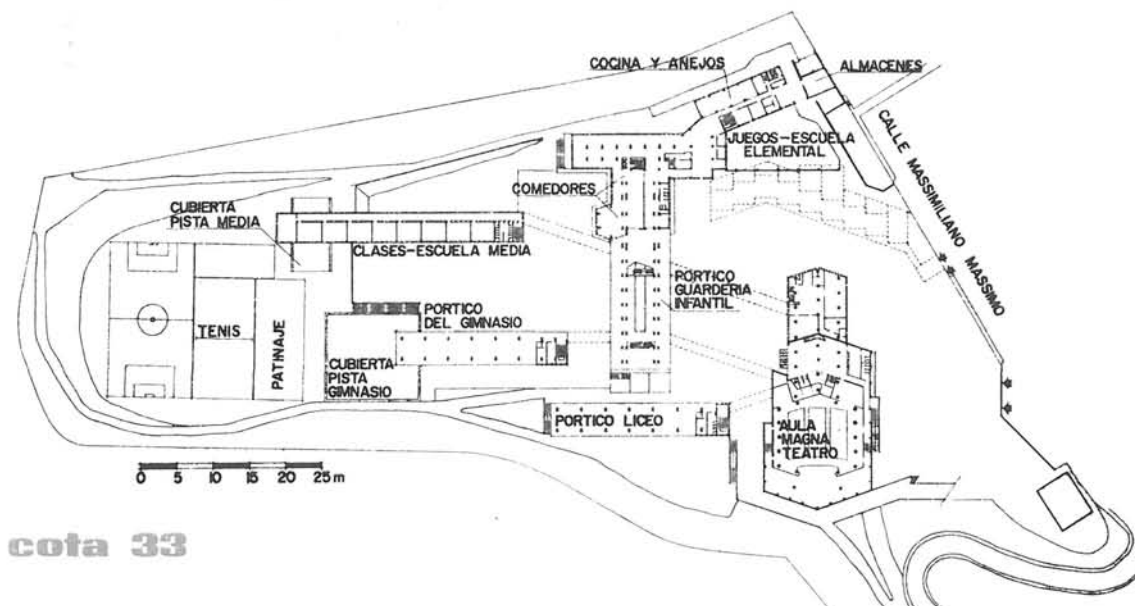 COCINA Y AÑEJOS
ALMACENES
CALLE MASSIMILIANO MASSIMO
JUEGOS-ESCUELA
ELEMENTAL
COMEDORES
CUBIERTA
PISTA MEDIA
CLASES-ESCUELA MEDIA
PORTICO
GUARDERIA
INFANTIL
PORTICO
DEL GIMNASIO
TENIS
PATINAJE
CUBIERTA
PISTA
GIMNASIO
PORTICO LICEO
AULA
MAGNA
TEATRO
0 5 10 15 20 25 m
cota 33